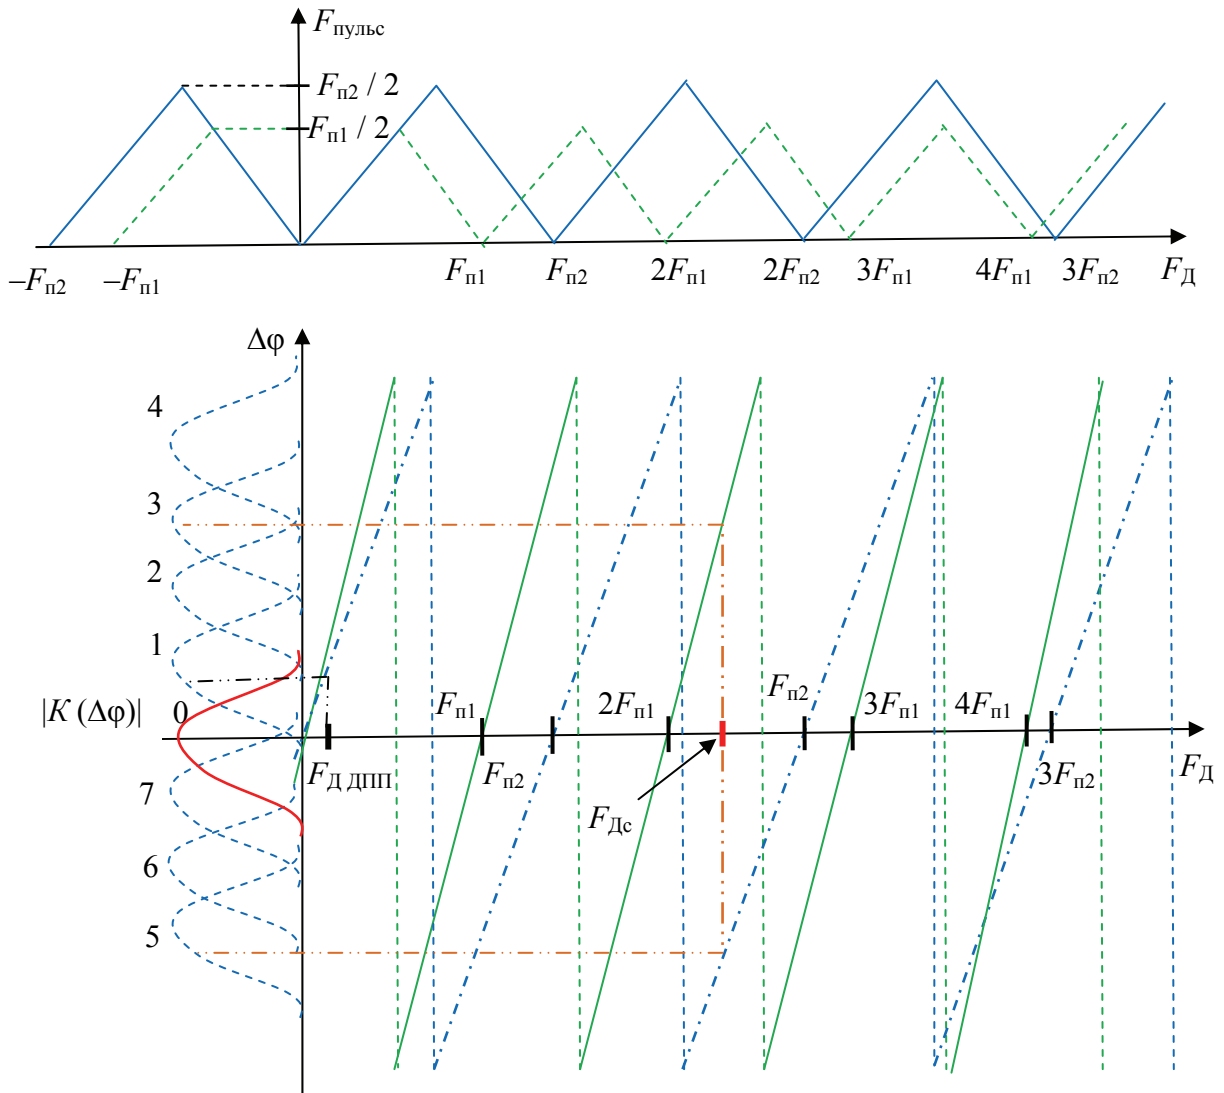 Fпульс
Fп2 / 2
Fп1 / 2
–Fп2 –Fп1 Fп1 Fп2 2Fп1 2Fп2 3Fп1 4Fп1 3Fп2 FД
Δφ
4
3
2
1
|K (Δφ)| 0 Fп1 2Fп1 Fп2 3Fп1 4Fп1
FД ДПП Fп2 FДс 3Fп2 FД
7
6
5